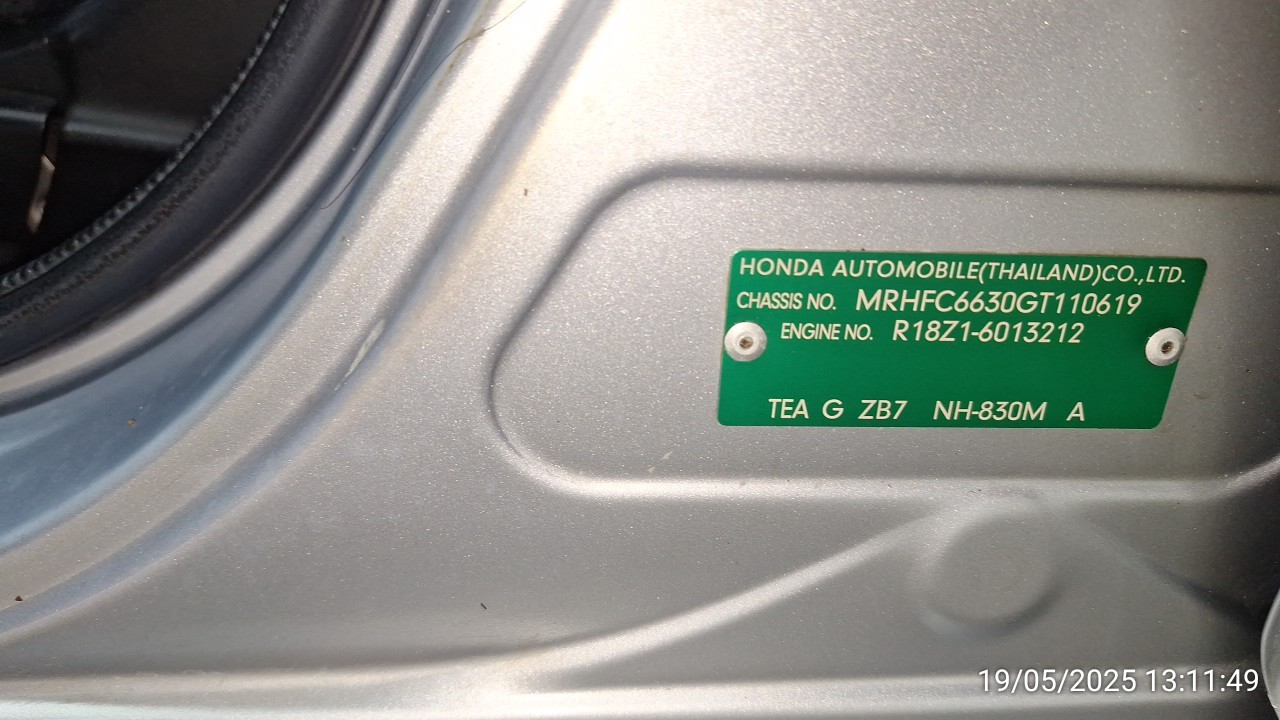 HONDA AUTOMOBILE(THAILAND)CO.,LTD.
CHASSIS NO. MRHFC6630GT110619
ENGINE NO. R18Z1-6013212
TEA G ZB7 NH-830M A
19/05/2025 13:11:49